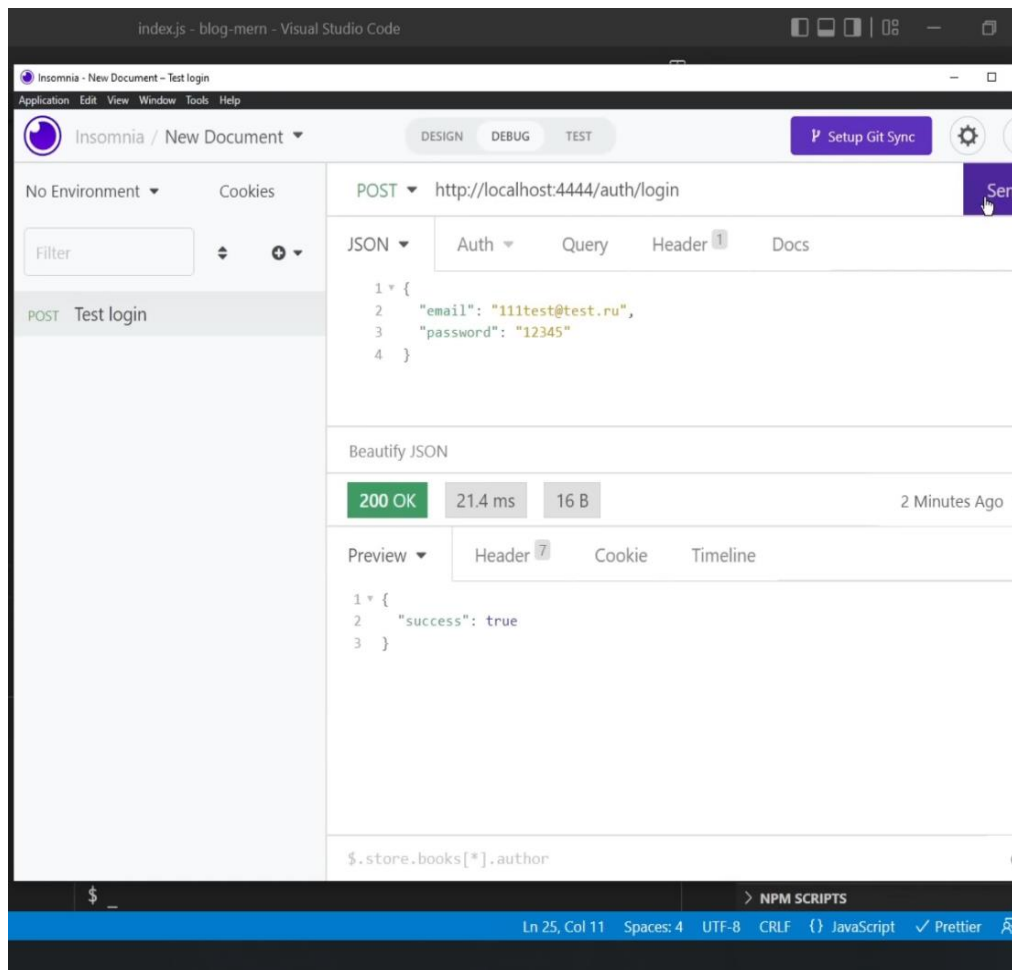 index.js - blog-mern - Visual Studio Code
Insomnia - New Document – Test login
Application Edit View Window Tools Help
Insomnia / New Document
DESIGN DEBUG TEST
Setup Git Sync
No Environment
Cookies
POST http://localhost:4444/auth/login
Filter
JSON Auth Query Header 1 Docs
POST Test login
1 {
2 "email": "111test@test.ru",
3 "password": "12345"
4 }
Beautify JSON
200 OK 21.4 ms 16 B 2 Minutes Ago
Preview Header 7 Cookie Timeline
1 {
2 "success": true
3 }
$.store.books[*].author
$ _
NPM SCRIPTS
Ln 25, Col 11 Spaces: 4 UTF-8 CRLF {} JavaScript Prettier